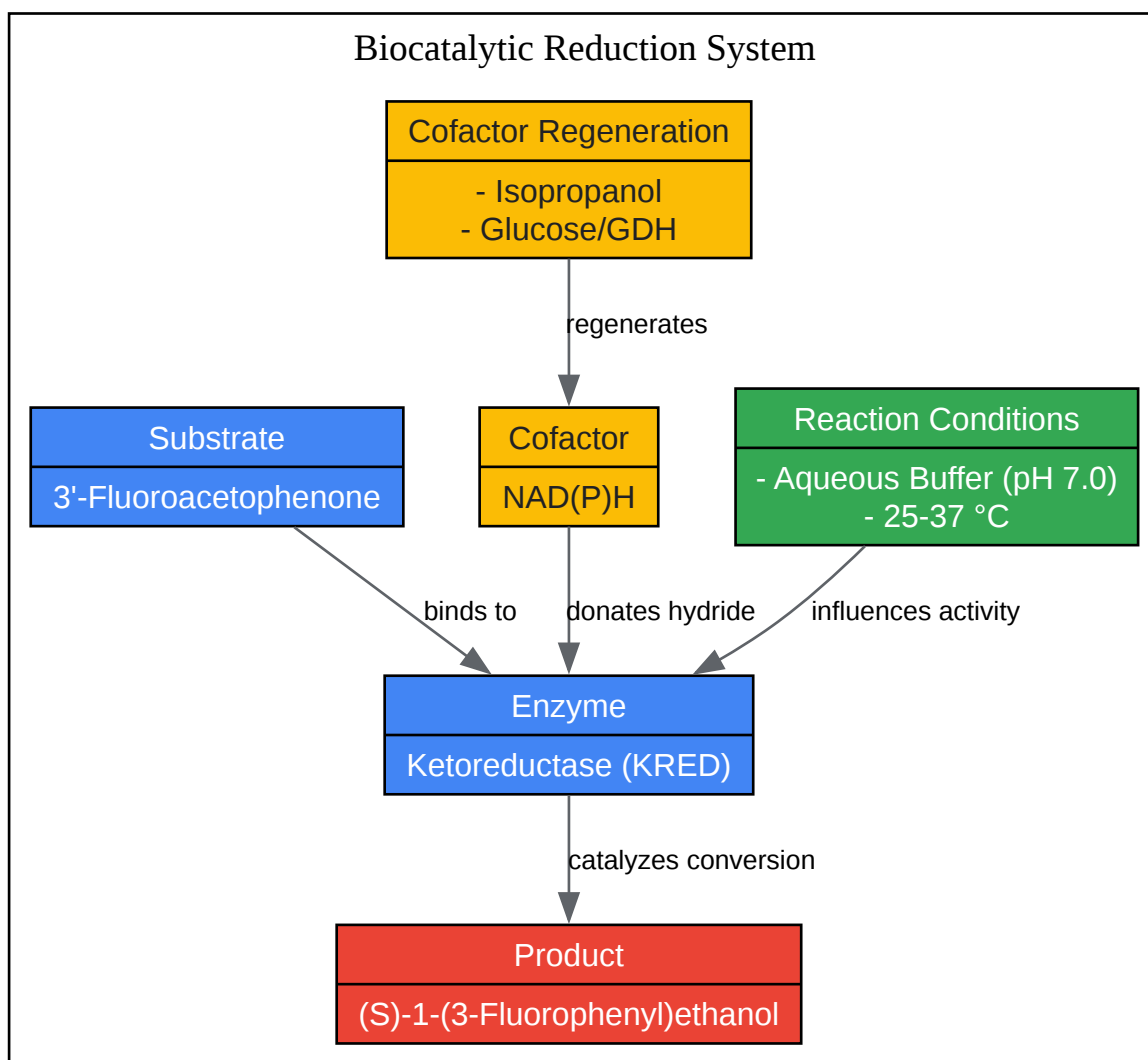 Biocatalytic Reduction System
Cofactor Regeneration
- Isopropanol
- Glucose/GDH
regenerates
Substrate
3'-Fluoroacetophenone
Cofactor
NAD(P)H
Reaction Conditions
- Aqueous Buffer (pH 7.0)
- 25-37 °C
binds to
donates hydride
influences activity
Enzyme
Ketoreductase (KRED)
catalyzes conversion
Product
(S)-1-(3-Fluorophenyl)ethanol